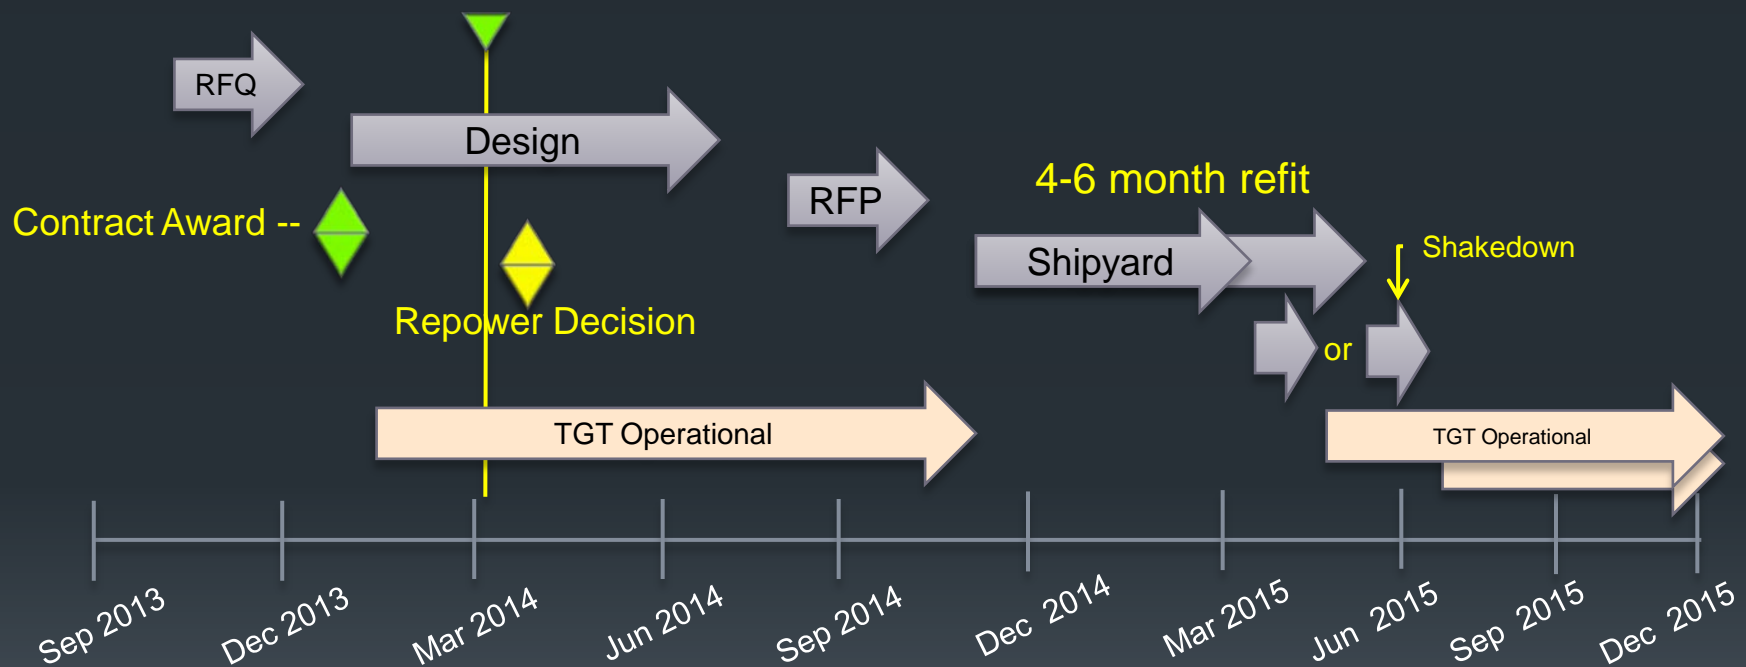 RFQ
Design
4-6 month refit
RFP
Contract Award --
Shakedown
Shipyard
Repower Decision
or
TGT Operational
TGT Operational
Sep 2013
Dec 2013
Mar 2014
Jun 2014
Sep 2014
Dec 2014
Mar 2015
Jun 2015
Sep 2015
Dec 2015